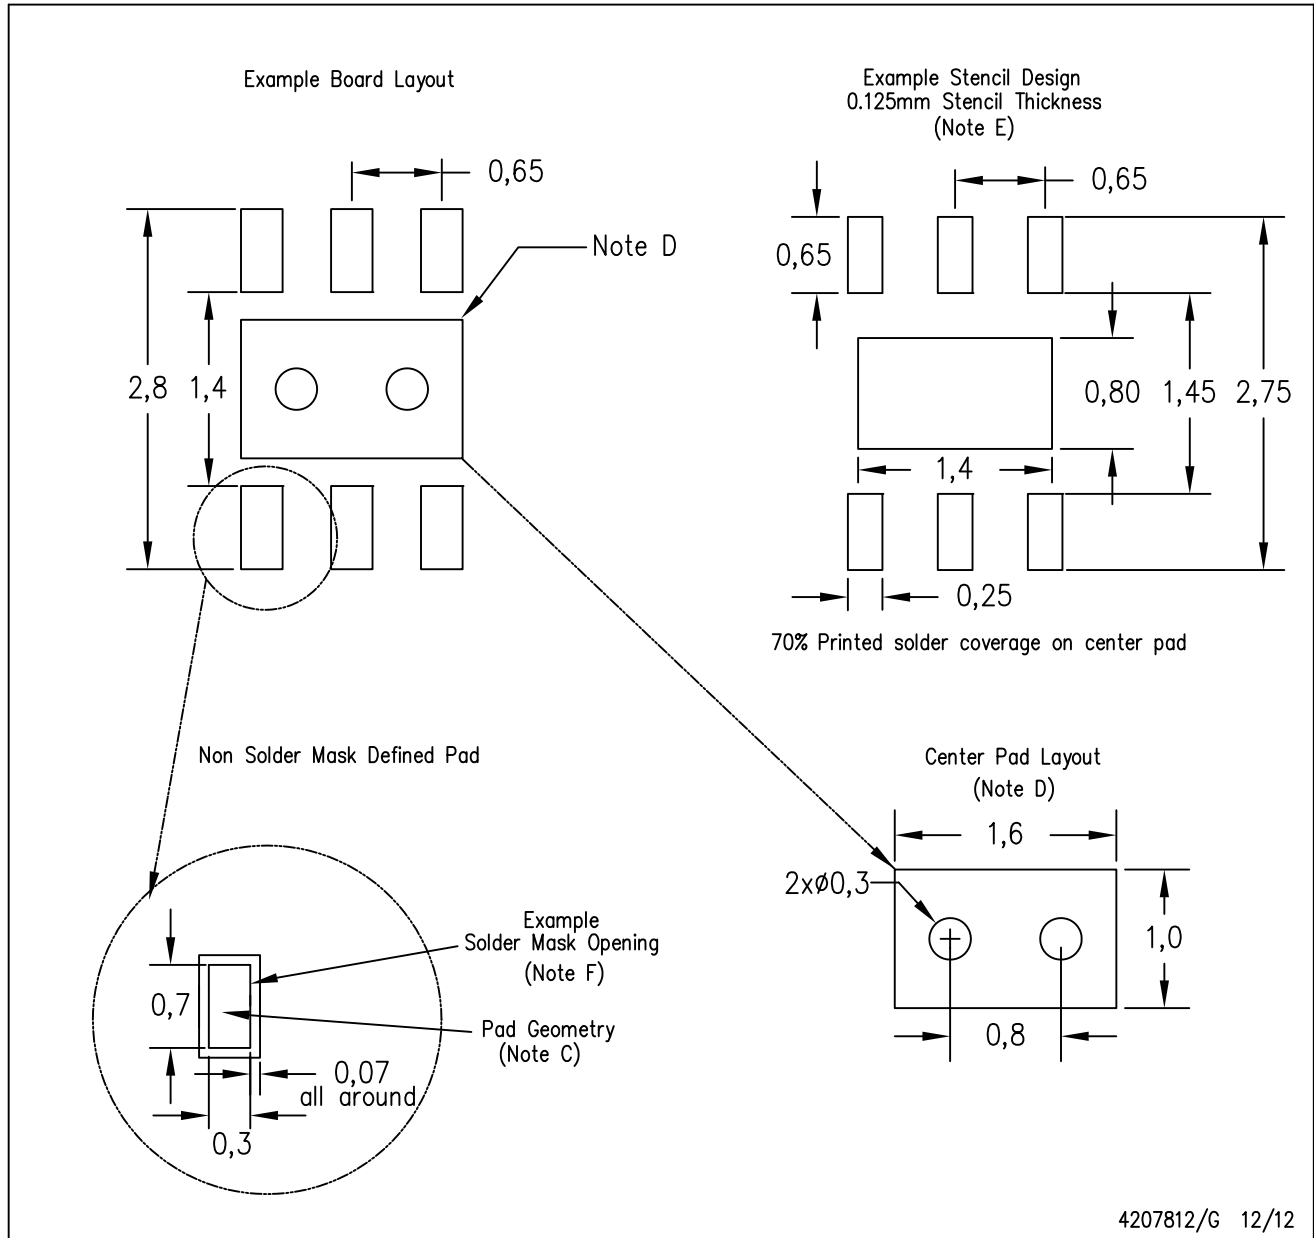 Example Board Layout
0,65
Note D
2,8
1,4
Example Stencil Design
0.125mm Stencil Thickness
(Note E)
0,65
0,65
0,80
1,45
2,75
1,4
0,25
70% Printed solder coverage on center pad
Non Solder Mask Defined Pad
Example
Solder Mask Opening
(Note F)
0,7
Pad Geometry
(Note C)
0,07
all around
0,3
Center Pad Layout
(Note D)
1,6
2xø0,3
1,0
0,8
4207812/G 12/12